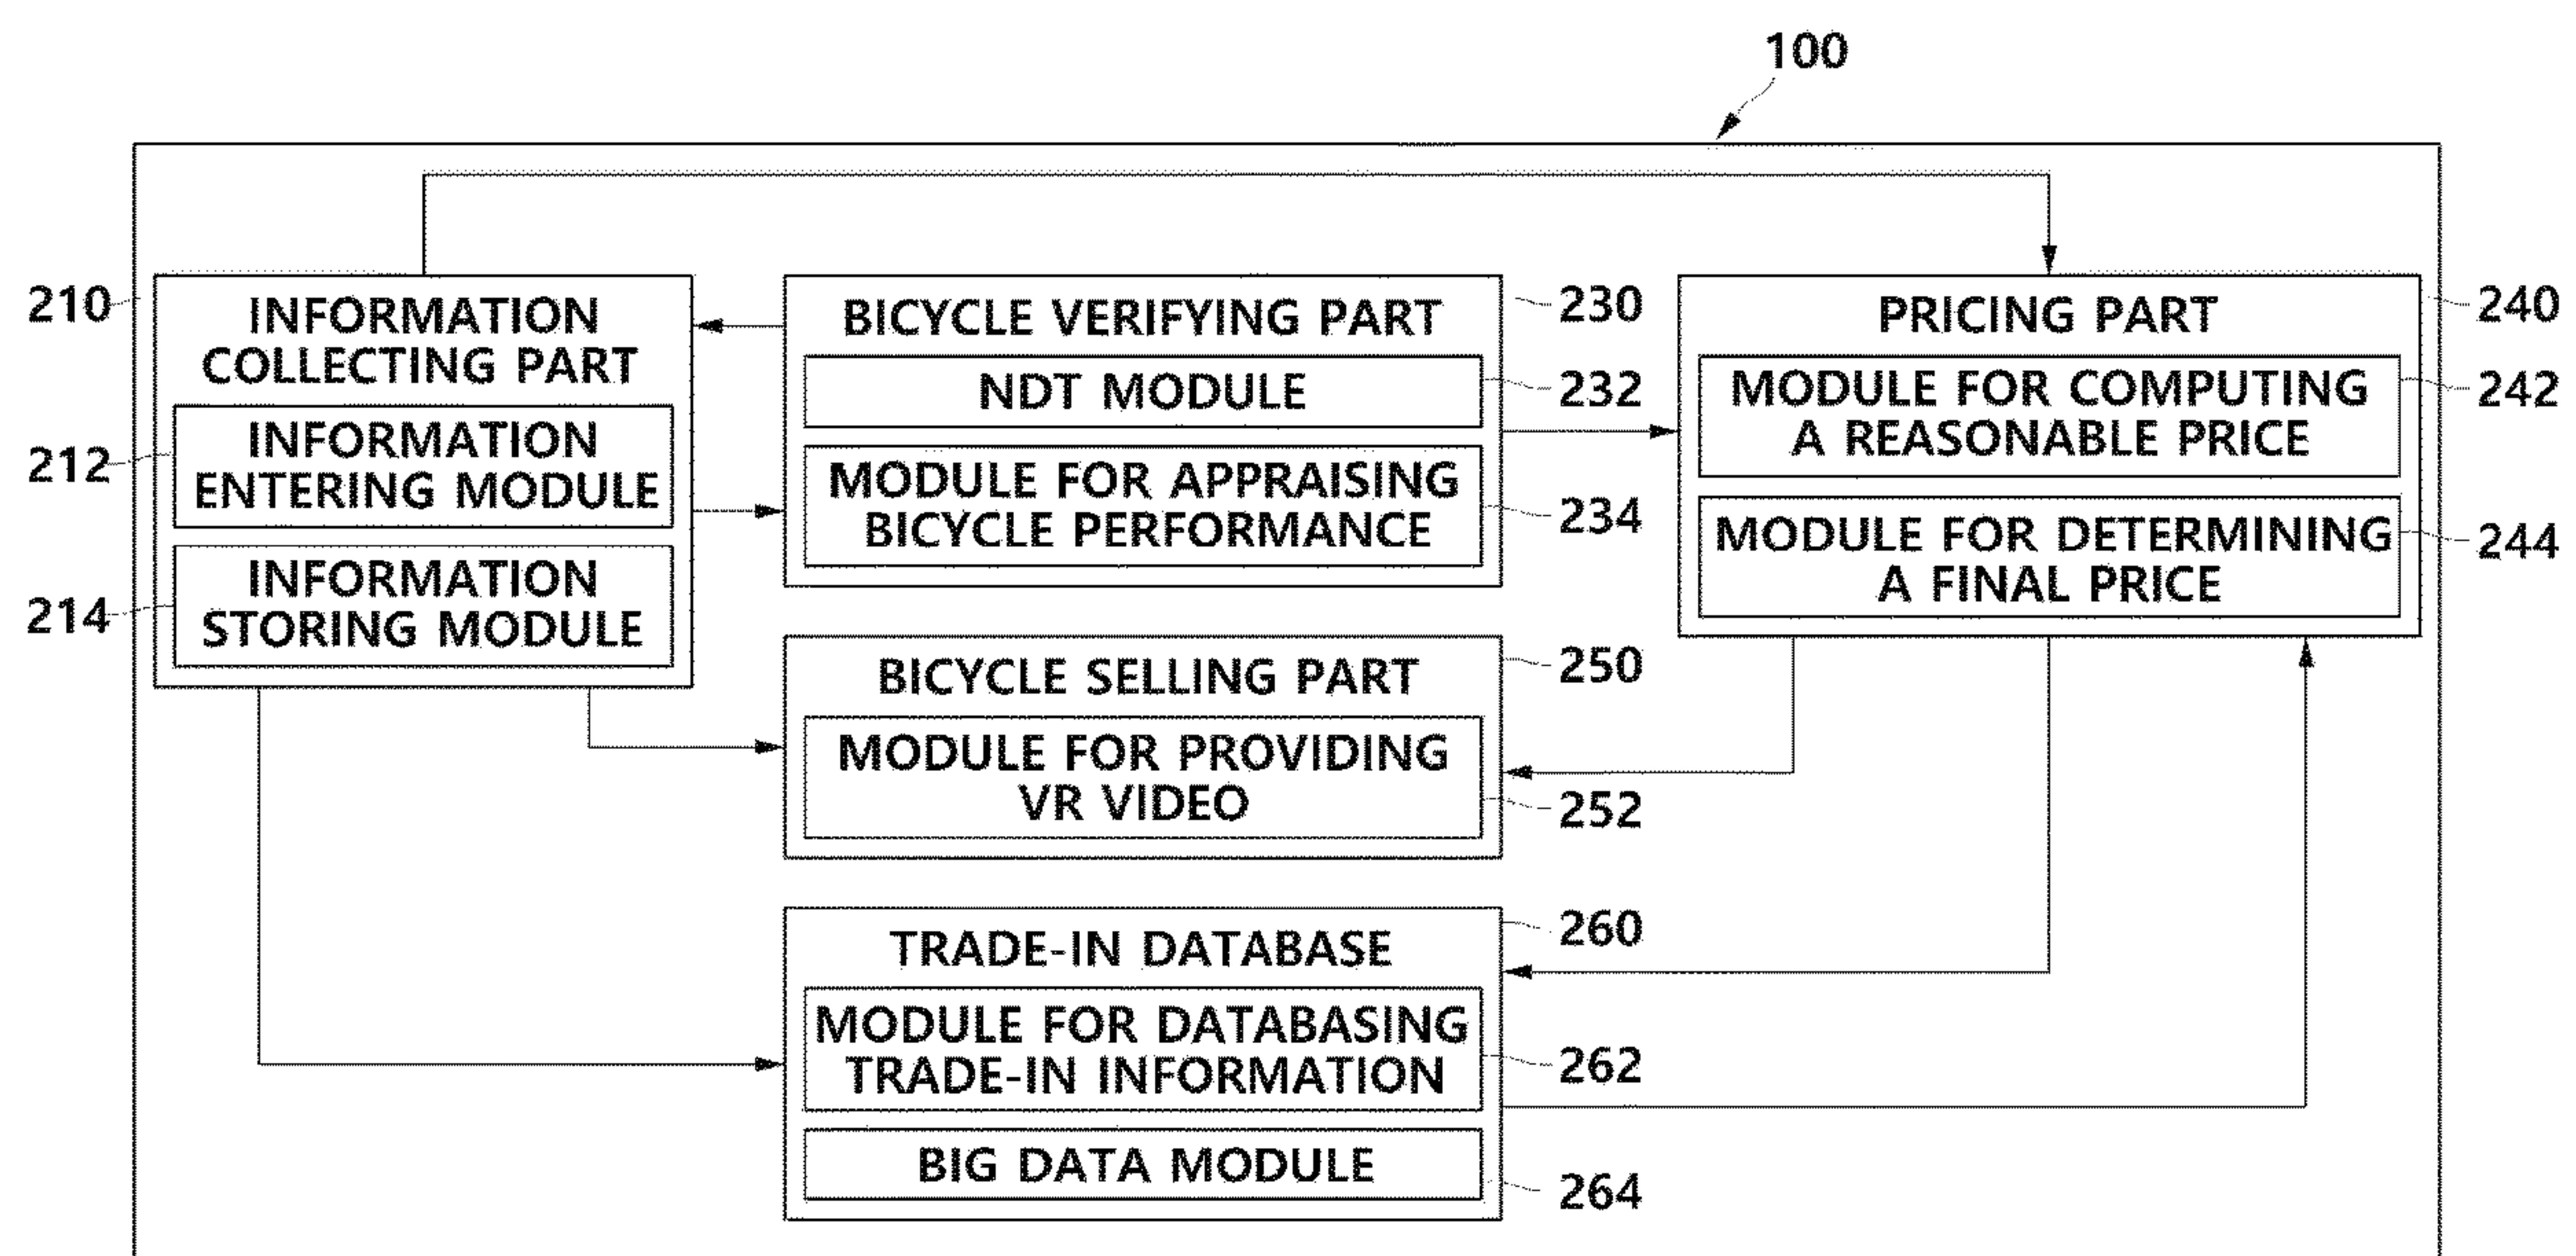 100
210
INFORMATION
COLLECTING PART
212
INFORMATION
ENTERING MODULE
214
INFORMATION
STORING MODULE
BICYCLE VERIFYING PART
230
NDT MODULE
232
MODULE FOR APPRAISING
BICYCLE PERFORMANCE
234
PRICING PART
240
MODULE FOR COMPUTING
A REASONABLE PRICE
242
MODULE FOR DETERMINING
A FINAL PRICE
244
BICYCLE SELLING PART
250
MODULE FOR PROVIDING
VR VIDEO
252
TRADE-IN DATABASE
260
MODULE FOR DATABASING
TRADE-IN INFORMATION
262
BIG DATA MODULE
264